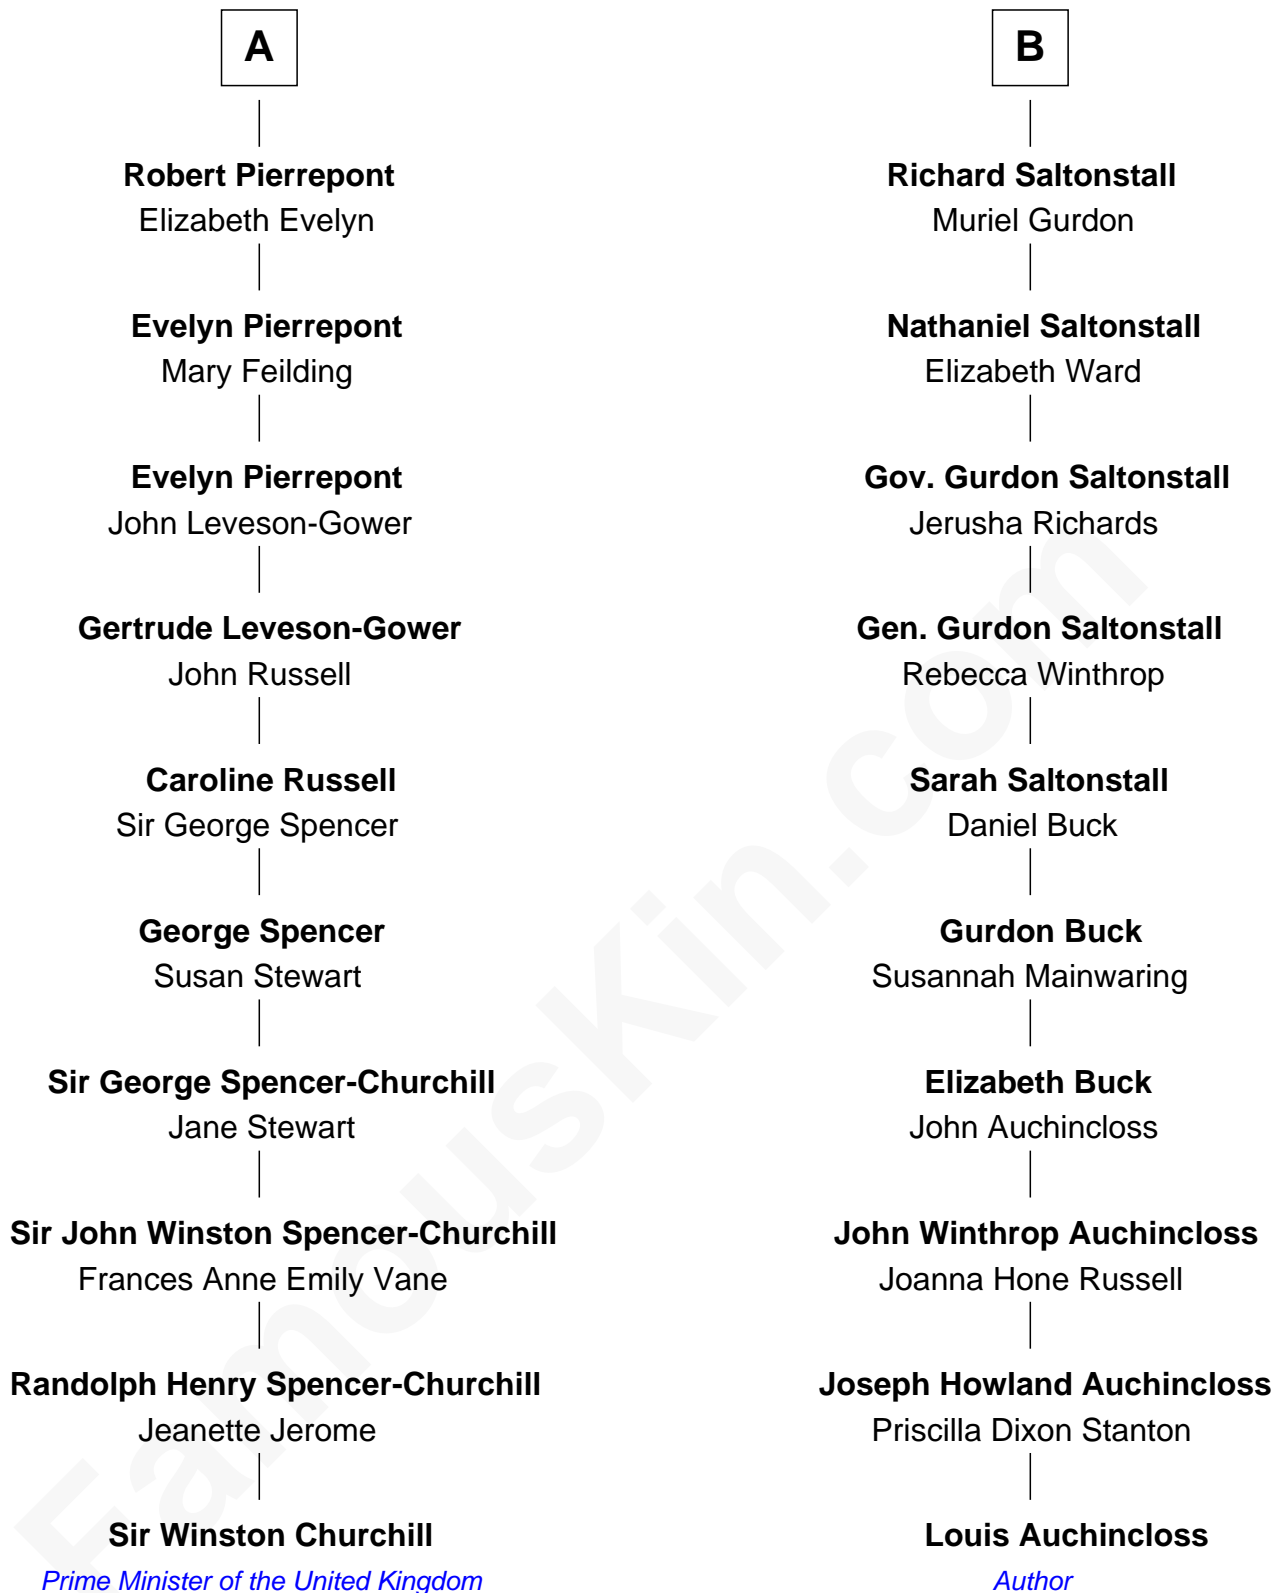 A
Robert Pierrepont
Elizabeth Evelyn
Evelyn Pierrepont
Mary Feilding
Evelyn Pierrepont
John Leveson-Gower
Gertrude Leveson-Gower
John Russell
Caroline Russell
Sir George Spencer
George Spencer
Susan Stewart
Sir George Spencer-Churchill
Jane Stewart
Sir John Winston Spencer-Churchill
Frances Anne Emily Vane
Randolph Henry Spencer-Churchill
Jeanette Jerome
Sir Winston Churchill
Prime Minister of the United Kingdom
B
Richard Saltonstall
Muriel Gurdon
Nathaniel Saltonstall
Elizabeth Ward
Gov. Gurdon Saltonstall
Jerusha Richards
Gen. Gurdon Saltonstall
Rebecca Winthrop
Sarah Saltonstall
Daniel Buck
Gurdon Buck
Susannah Mainwaring
Elizabeth Buck
John Auchincloss
John Winthrop Auchincloss
Joanna Hone Russell
Joseph Howland Auchincloss
Priscilla Dixon Stanton
Louis Auchincloss
Author
FamousKin.com